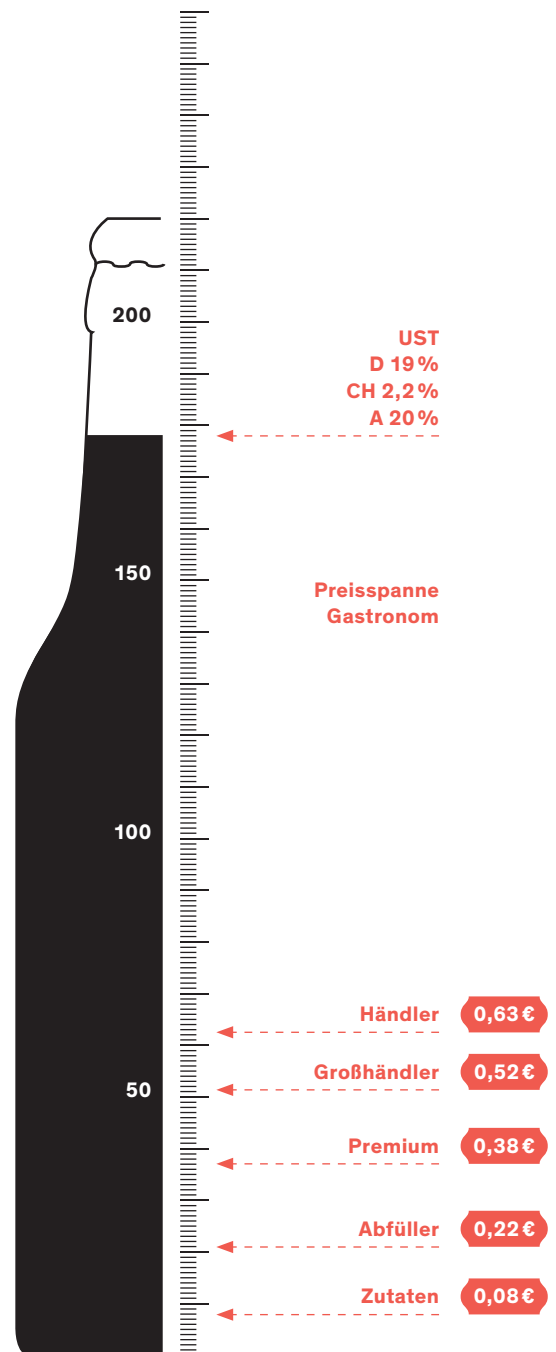 200
UST
D 19 %
CH 2,2 %
A 20 %
150
Preisspanne
Gastronom
100
Händler 0,63 €
Großhändler 0,52 €
50
Premium 0,38 €
Abfüller 0,22 €
Zutaten 0,08 €